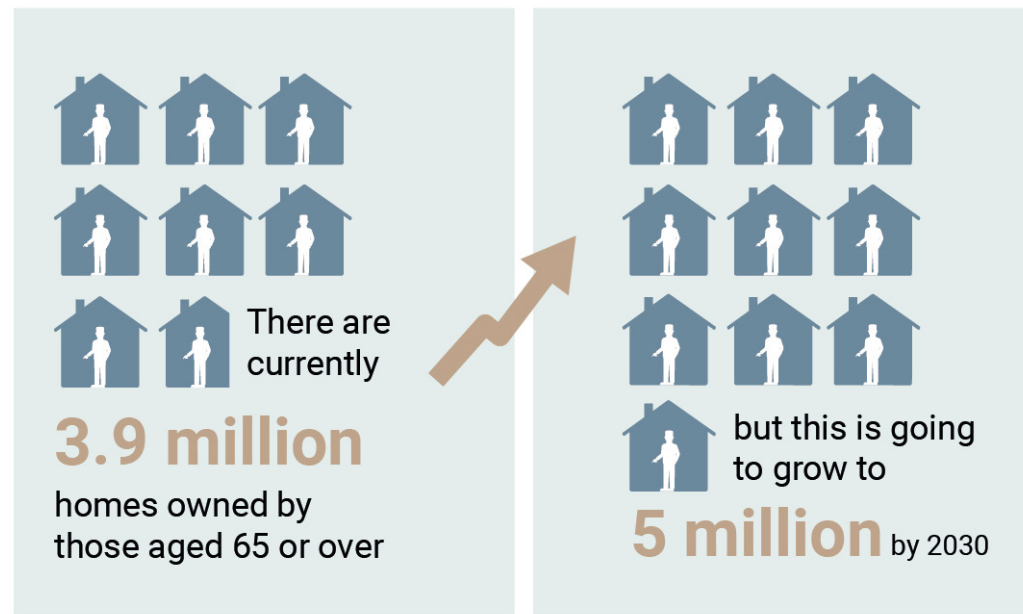 There are
currently
3.9 million
homes owned by
those aged 65 or over
but this is going
to grow to
5 million by 2030